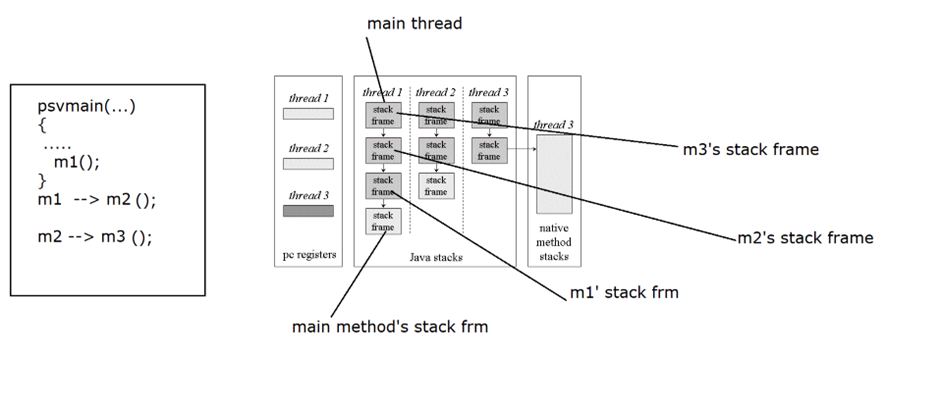 main thread
psvmain(...)
{
.....
m1();
}
m1 --> m2 ();
m2 --> m3 ();
thread 1
thread 2
thread 3
pc registers
thread 1 thread 2 thread 3
stack frame
stack frame
stack frame
stack frame
stack frame
stack frame
stack frame
stack frame
stack frame
Java stacks
thread 3
native
method
stacks
m3's stack frame
m2's stack frame
m1' stack frm
main method's stack frm